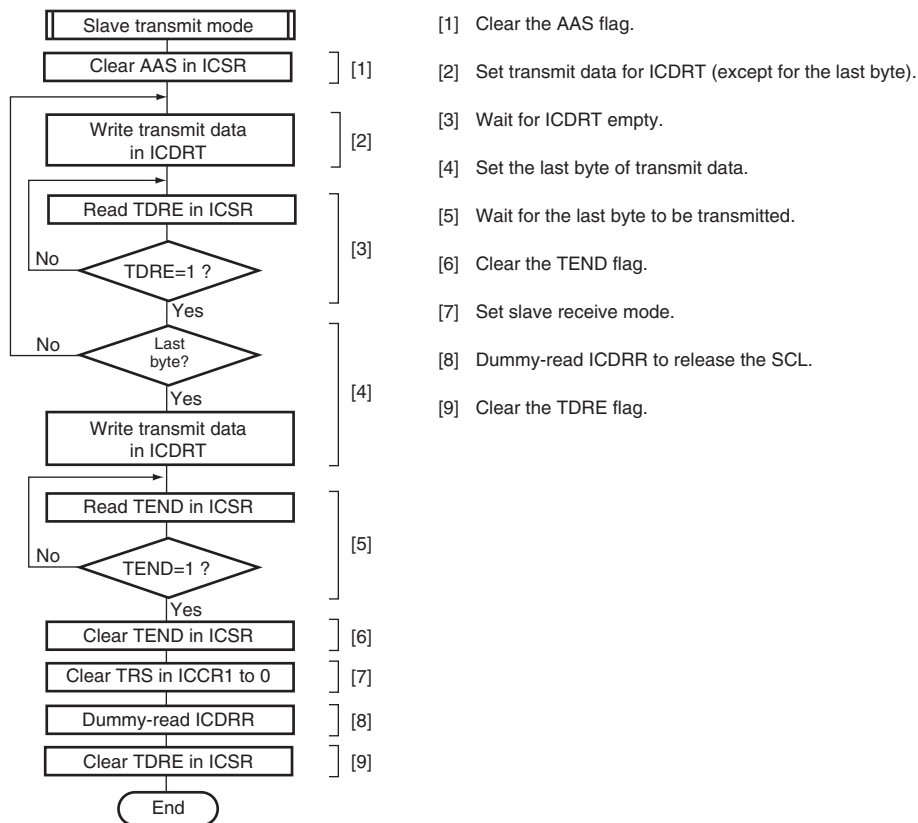 Slave transmit mode
Clear AAS in ICSR
[1]
Write transmit data
in ICDRT
[2]
Read TDRE in ICSR
[3]
No
TDRE=1 ?
Yes
No
Last
byte?
[4]
Yes
Write transmit data
in ICDRT
Read TEND in ICSR
[5]
No
TEND=1 ?
Yes
Clear TEND in ICSR
[6]
Clear TRS in ICCR1 to 0
[7]
Dummy-read ICDRR
[8]
Clear TDRE in ICSR
[9]
End
[1] Clear the AAS flag.
[2] Set transmit data for ICDRT (except for the last byte).
[3] Wait for ICDRT empty.
[4] Set the last byte of transmit data.
[5] Wait for the last byte to be transmitted.
[6] Clear the TEND flag.
[7] Set slave receive mode.
[8] Dummy-read ICDRR to release the SCL.
[9] Clear the TDRE flag.